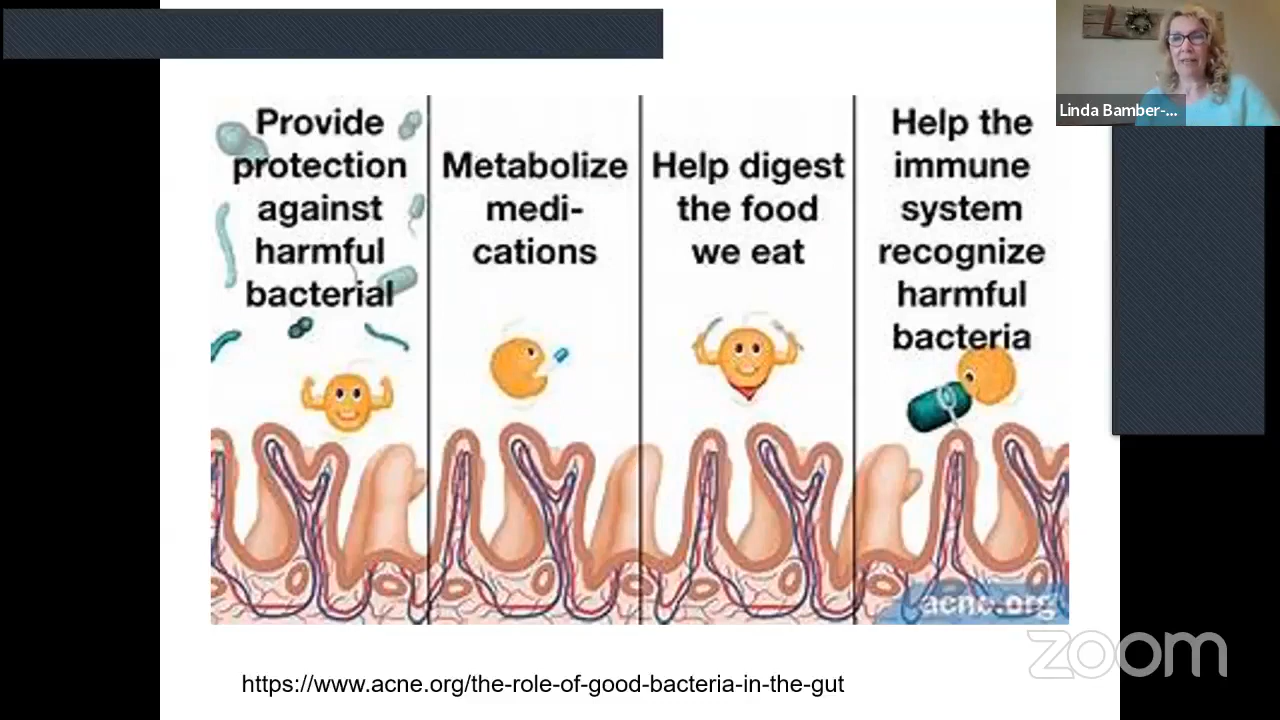 Linda Bamber-...
Provide
protection
against
harmful
bacterial
Metabolize
medi-
cations
Help digest
the food
we eat
Help the
immune
system
recognize
harmful
bacteria
acne.org
zoom
https://www.acne.org/the-role-of-good-bacteria-in-the-gut